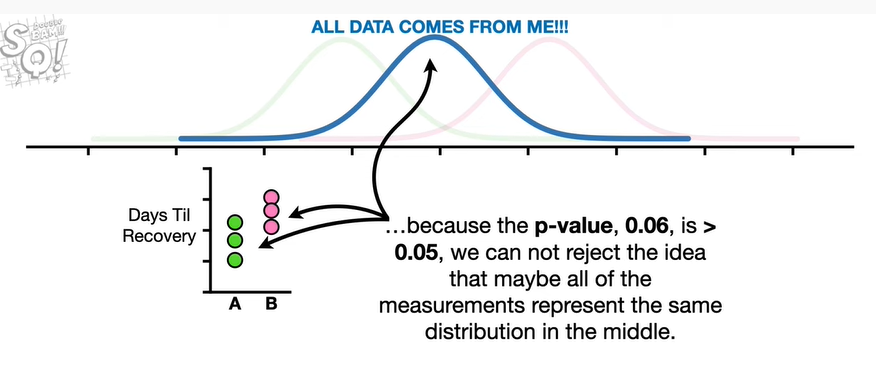 ALL DATA COMES FROM ME!!!
SQ!
Days Til
Recovery
A B
...because the p-value, 0.06, is >
0.05, we can not reject the idea
that maybe all of the
measurements represent the same
distribution in the middle.